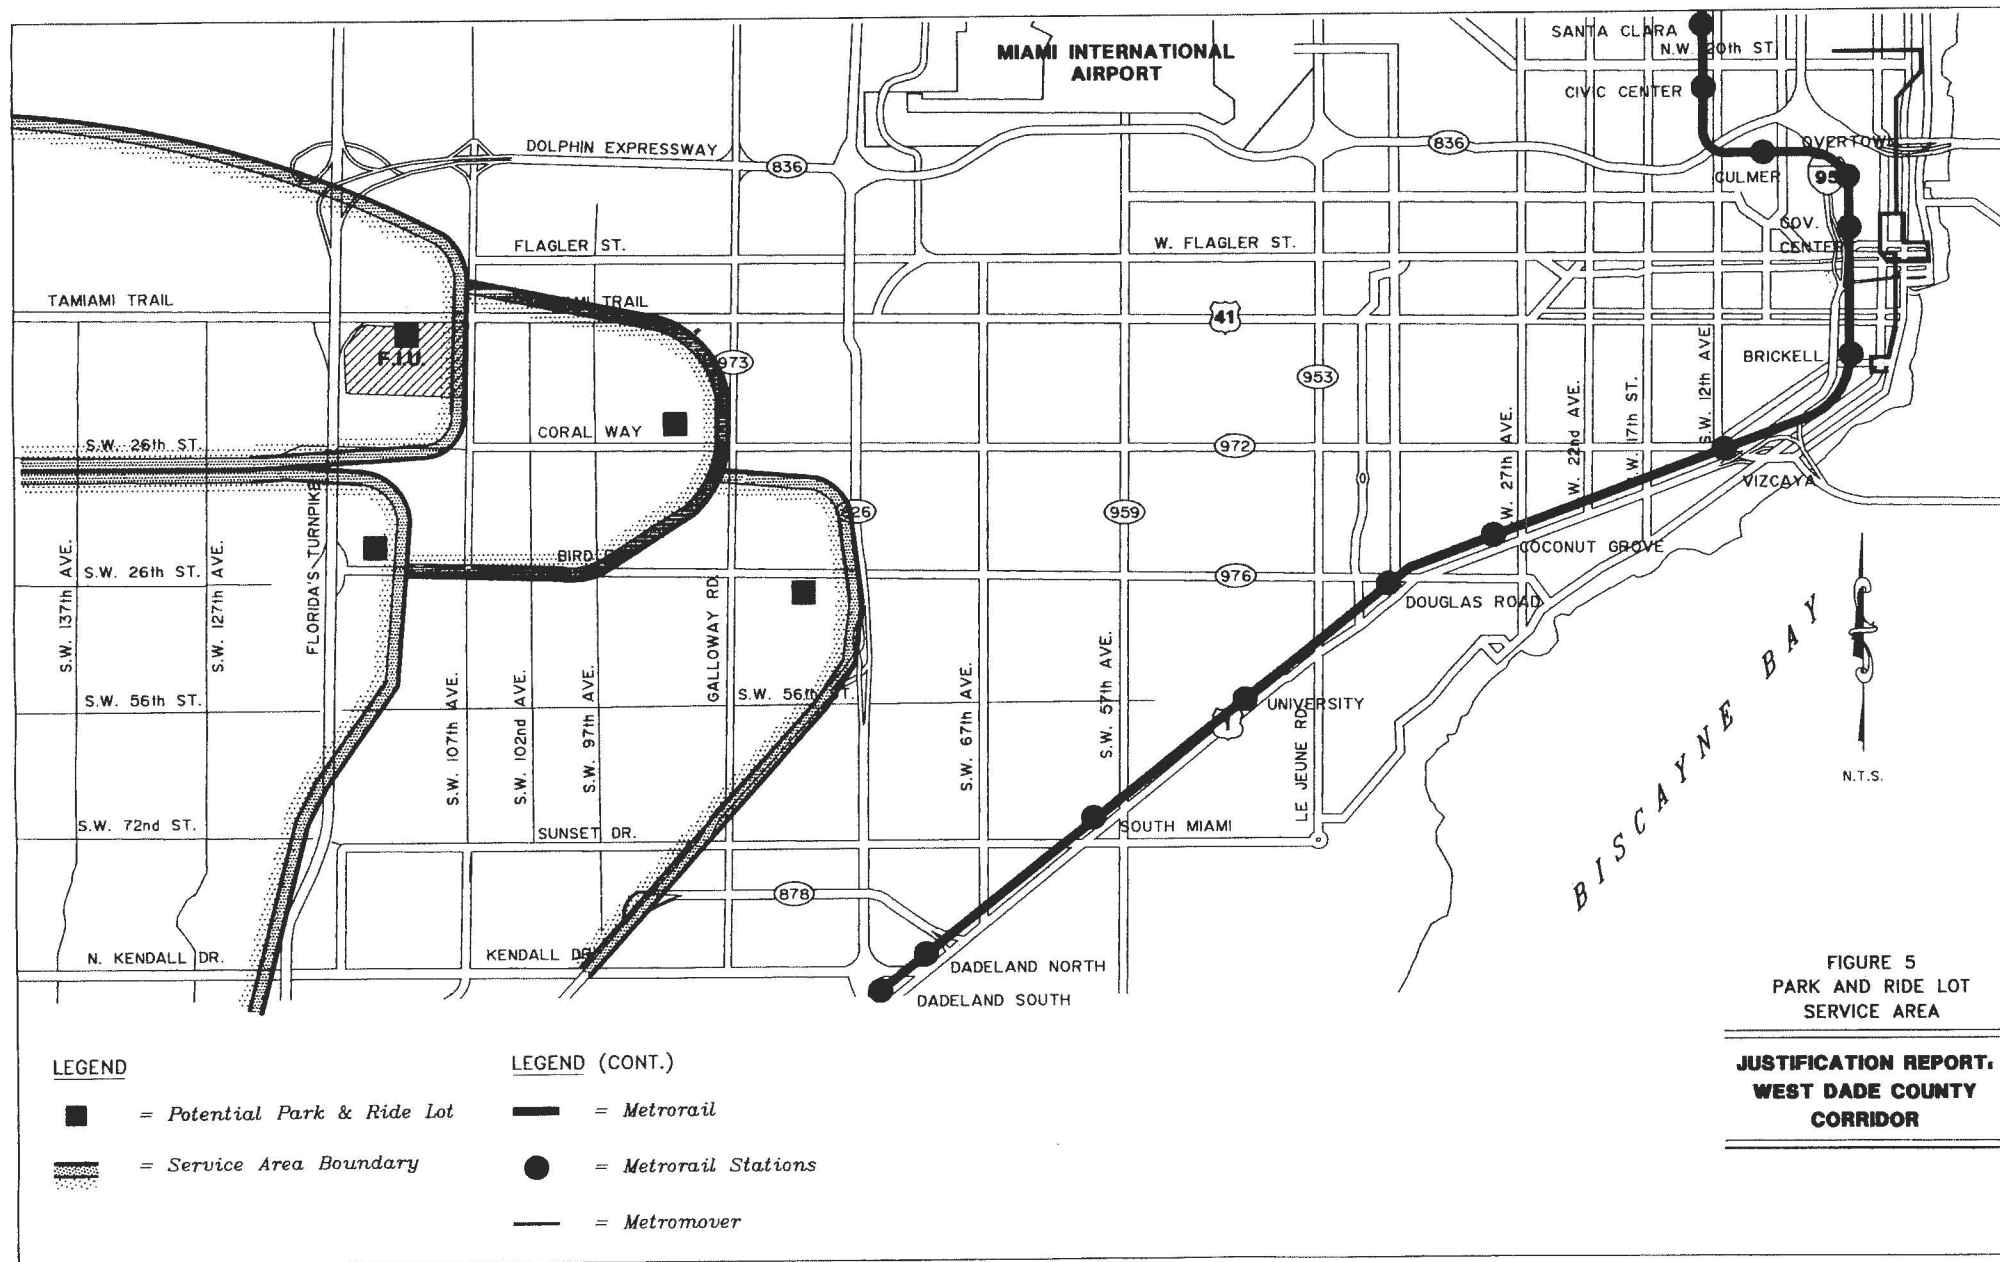 MIAMI INTERNATIONAL
AIRPORT
SANTA CLARA
N.W. 20th ST.
CIVIC CENTER
DOLPHIN EXPRESSWAY
836
836
OVERTOWN
CULMER
95
GOV.
CENTER
FLAGLER ST.
W. FLAGLER ST.
TAMIAMI TRAIL
TRAIL
41
F.I.U.
973
953
BRICKELL
S.W. 12th AVE.
S.W. 26th ST.
CORAL WAY
972
W. 27th AVE.
W. 22nd AVE.
W. 17th ST.
VIZCAYA
FLORIDA'S TURNPIKE
959
COCONUT GROVE
BIRD
S.W. 26th ST.
976
DOUGLAS ROAD
S.W. 137th AVE.
S.W. 127th AVE.
GALLOWAY RD.
S.W. 56th ST.
S.W. 56th ST.
UNIVERSITY
1
S.W. 107th AVE.
S.W. 102nd AVE.
S.W. 97th AVE.
S.W. 67th AVE.
S.W. 57th AVE.
LE JEUNE RD.
BISCAYNE BAY
N.T.S.
S.W. 72nd ST.
SUNSET DR.
SOUTH MIAMI
878
N. KENDALL DR.
KENDALL DR.
DADELAND NORTH
DADELAND SOUTH
FIGURE 5
PARK AND RIDE LOT
SERVICE AREA
JUSTIFICATION REPORT:
WEST DADE COUNTY
CORRIDOR
LEGEND
= Potential Park & Ride Lot
= Service Area Boundary
LEGEND (CONT.)
= Metrorail
= Metrorail Stations
= Metromover